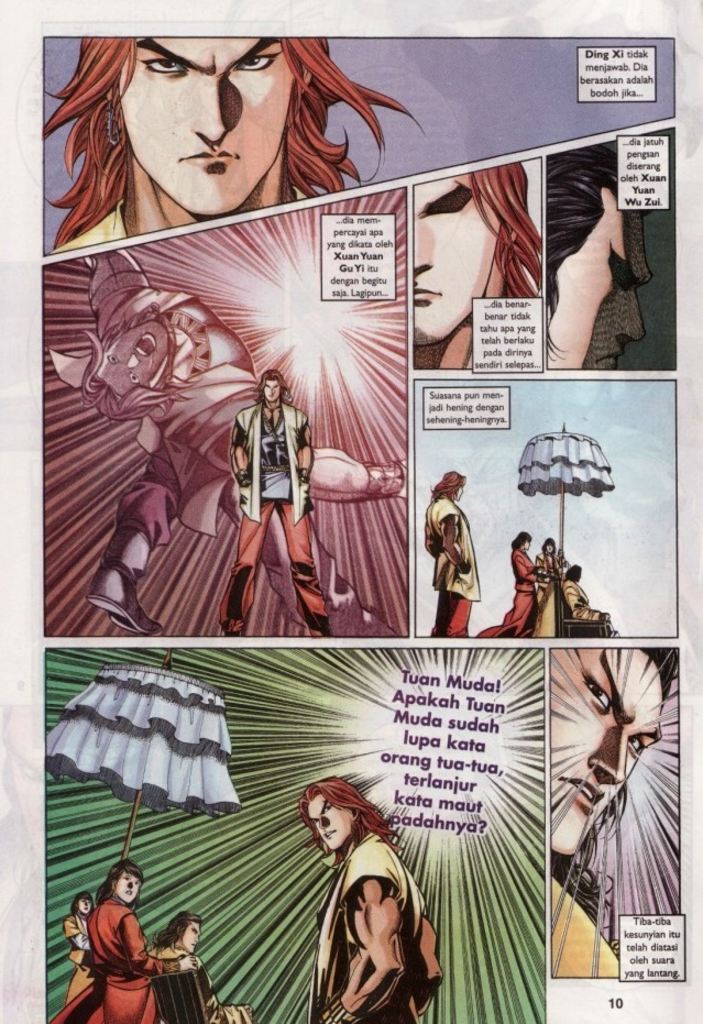 Ding Xi tidak
menjawab. Dia
berasakan adalah
bodoh jika...
...dia jatuh
pengsan
diserang
oleh Xuan
Yuan
Wu Zui.
...dia mem-
percayai apa
yang dikata oleh
Xuan Yuan
Gu Yi itu
dengan begitu
saja. Lagipun...
...dia benar-
benar tidak
tahu apa yang
telah berlaku
pada dirinya
sendiri selepas...
Suasana pun men-
jadi hening dengan
sehening-heningnya.
Tuan Muda!
Apakah Tuan
Muda sudah
lupa kata
orang tua-tua,
terlanjur
kata maut
padahnya?
Tiba-tiba
kesunyian itu
telah diatasi
oleh suara
yang lantang.
10